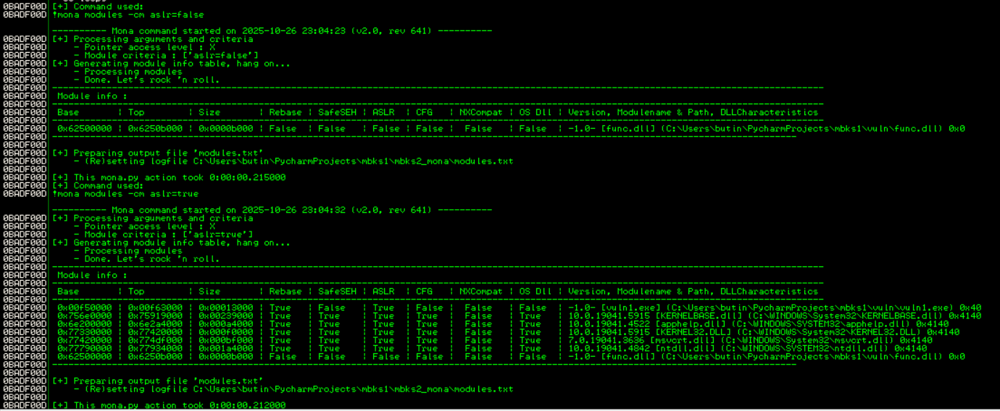 0BADF00D [+] Command used:
0BADF00D !mona modules -cm aslr=false
---------- Mona command started on 2025-10-26 23:04:23 (v2.0, rev 641) ----------
0BADF00D [+] Processing arguments and criteria
0BADF00D     - Pointer access level : X
0BADF00D     - Module criteria : ['aslr=false']
0BADF00D [+] Generating module info table, hang on...
0BADF00D     - Processing modules
0BADF00D     - Done. Let's rock 'n roll.
0BADF00D -----------------------------------------------------------------------------------------------
0BADF00D  Module info :
0BADF00D -----------------------------------------------------------------------------------------------
0BADF00D  Base       | Top        | Size       | Rebase | SafeSEH | ASLR  | CFG   | NXCompat | OS Dll | Version, Modulename & Path, DLLCharacteristics
0BADF00D -----------------------------------------------------------------------------------------------
0BADF00D  0x62500000 | 0x6250b000 | 0x0000b000 | False  | False   | False | False |  False   | False  | -1.0- [func.dll] (C:\Users\butin\PycharmProjects\mbks1\vuln\func.dll) 0x0
0BADF00D -----------------------------------------------------------------------------------------------
0BADF00D
0BADF00D [+] Preparing output file 'modules.txt'
0BADF00D     - (Re)setting logfile C:\Users\butin\PycharmProjects\mbks1\mbks2_mona\modules.txt
0BADF00D
0BADF00D [+] This mona.py action took 0:00:00.215000
0BADF00D [+] Command used:
0BADF00D !mona modules -cm aslr=true
---------- Mona command started on 2025-10-26 23:04:32 (v2.0, rev 641) ----------
0BADF00D [+] Processing arguments and criteria
0BADF00D     - Pointer access level : X
0BADF00D     - Module criteria : ['aslr=true']
0BADF00D [+] Generating module info table, hang on...
0BADF00D     - Processing modules
0BADF00D     - Done. Let's rock 'n roll.
0BADF00D -----------------------------------------------------------------------------------------------
0BADF00D  Module info :
0BADF00D -----------------------------------------------------------------------------------------------
0BADF00D  Base       | Top        | Size       | Rebase | SafeSEH | ASLR  | CFG   | NXCompat | OS Dll | Version, Modulename & Path, DLLCharacteristics
0BADF00D -----------------------------------------------------------------------------------------------
0BADF00D  0x00f50000 | 0x00f63000 | 0x00013000 | True   | False   | True  | False |  False   | False  | -1.0- [vuln1.exe] (C:\Users\butin\PycharmProjects\mbks1\vuln\vuln1.exe) 0x40
0BADF00D  0x756e0000 | 0x75919000 | 0x00239000 | True   | True    | True  | True  |  False   | True   | 10.0.19041.5915 [KERNELBASE.dll] (C:\WINDOWS\System32\KERNELBASE.dll) 0x4140
0BADF00D  0x6e200000 | 0x6e2a4000 | 0x000a4000 | True   | True    | True  | True  |  False   | True   | 10.0.19041.4522 [apphelp.dll] (C:\WINDOWS\SYSTEM32\apphelp.dll) 0x4140
0BADF00D  0x77330000 | 0x77420000 | 0x000f0000 | True   | True    | True  | True  |  False   | True   | 10.0.19041.5915 [KERNEL32.DLL] (C:\WINDOWS\System32\KERNEL32.DLL) 0x4140
0BADF00D  0x77420000 | 0x774df000 | 0x000bf000 | True   | True    | True  | True  |  False   | True   | 7.0.19041.3636 [msvcrt.dll] (C:\WINDOWS\System32\msvcrt.dll) 0x4140
0BADF00D  0x77790000 | 0x77934000 | 0x001a4000 | True   | True    | True  | True  |  False   | True   | 10.0.19041.4842 [ntdll.dll] (C:\WINDOWS\SYSTEM32\ntdll.dll) 0x4140
0BADF00D  0x62500000 | 0x6250b000 | 0x0000b000 | False  | False   | False | False |  False   | False  | -1.0- [func.dll] (C:\Users\butin\PycharmProjects\mbks1\vuln\func.dll) 0x0
0BADF00D -----------------------------------------------------------------------------------------------
0BADF00D
0BADF00D [+] Preparing output file 'modules.txt'
0BADF00D     - (Re)setting logfile C:\Users\butin\PycharmProjects\mbks1\mbks2_mona\modules.txt
0BADF00D
0BADF00D [+] This mona.py action took 0:00:00.212000